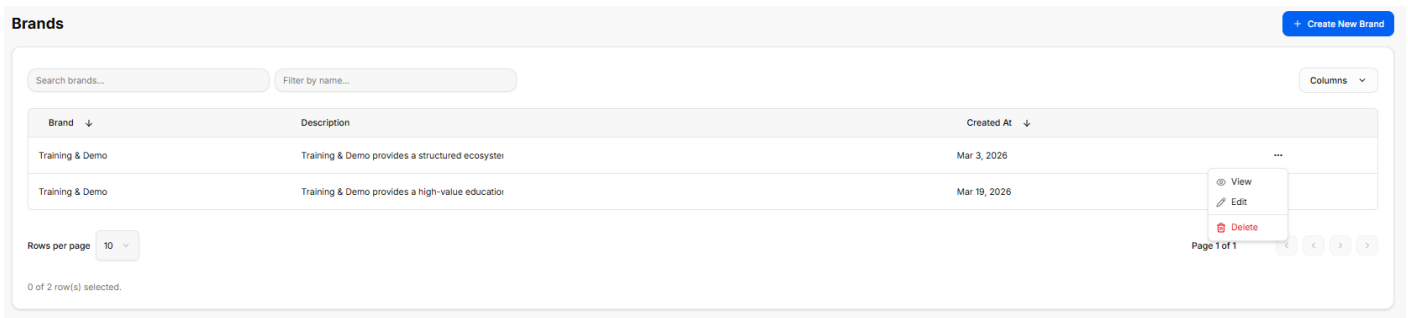 Brands
+ Create New Brand
Search brands...
Filter by name...
Columns
Brand
Description
Created At
Training & Demo
Training & Demo provides a structured ecosyster
Mar 3, 2026
...
Training & Demo
Training & Demo provides a high-value education
Mar 19, 2026
View
Edit
Delete
Rows per page
10
Page 1 of 1
0 of 2 row(s) selected.